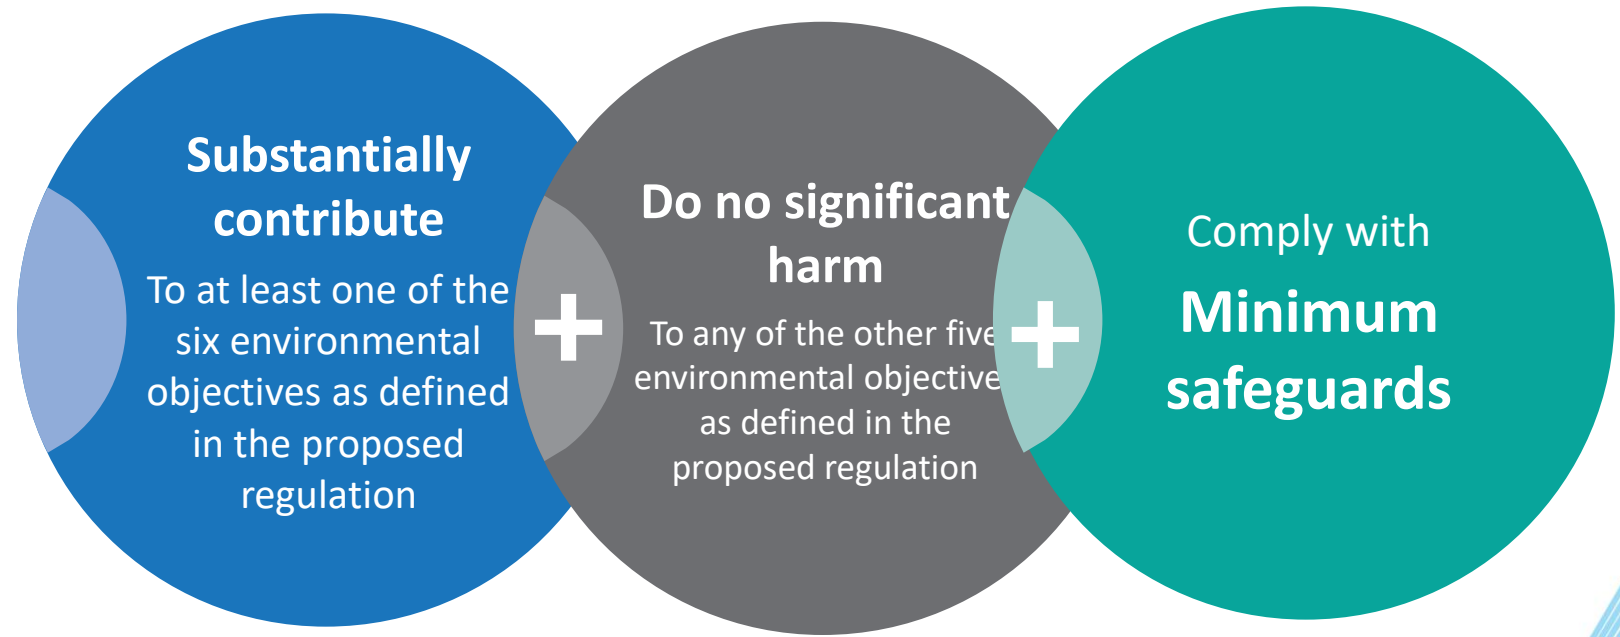 Substantially
contribute
To at least one of the
six environmental
objectives as defined
in the proposed
regulation
+
Do no significant
harm
To any of the other five
environmental objective
as defined in the
proposed regulation
+
Comply with
Minimum
safeguards